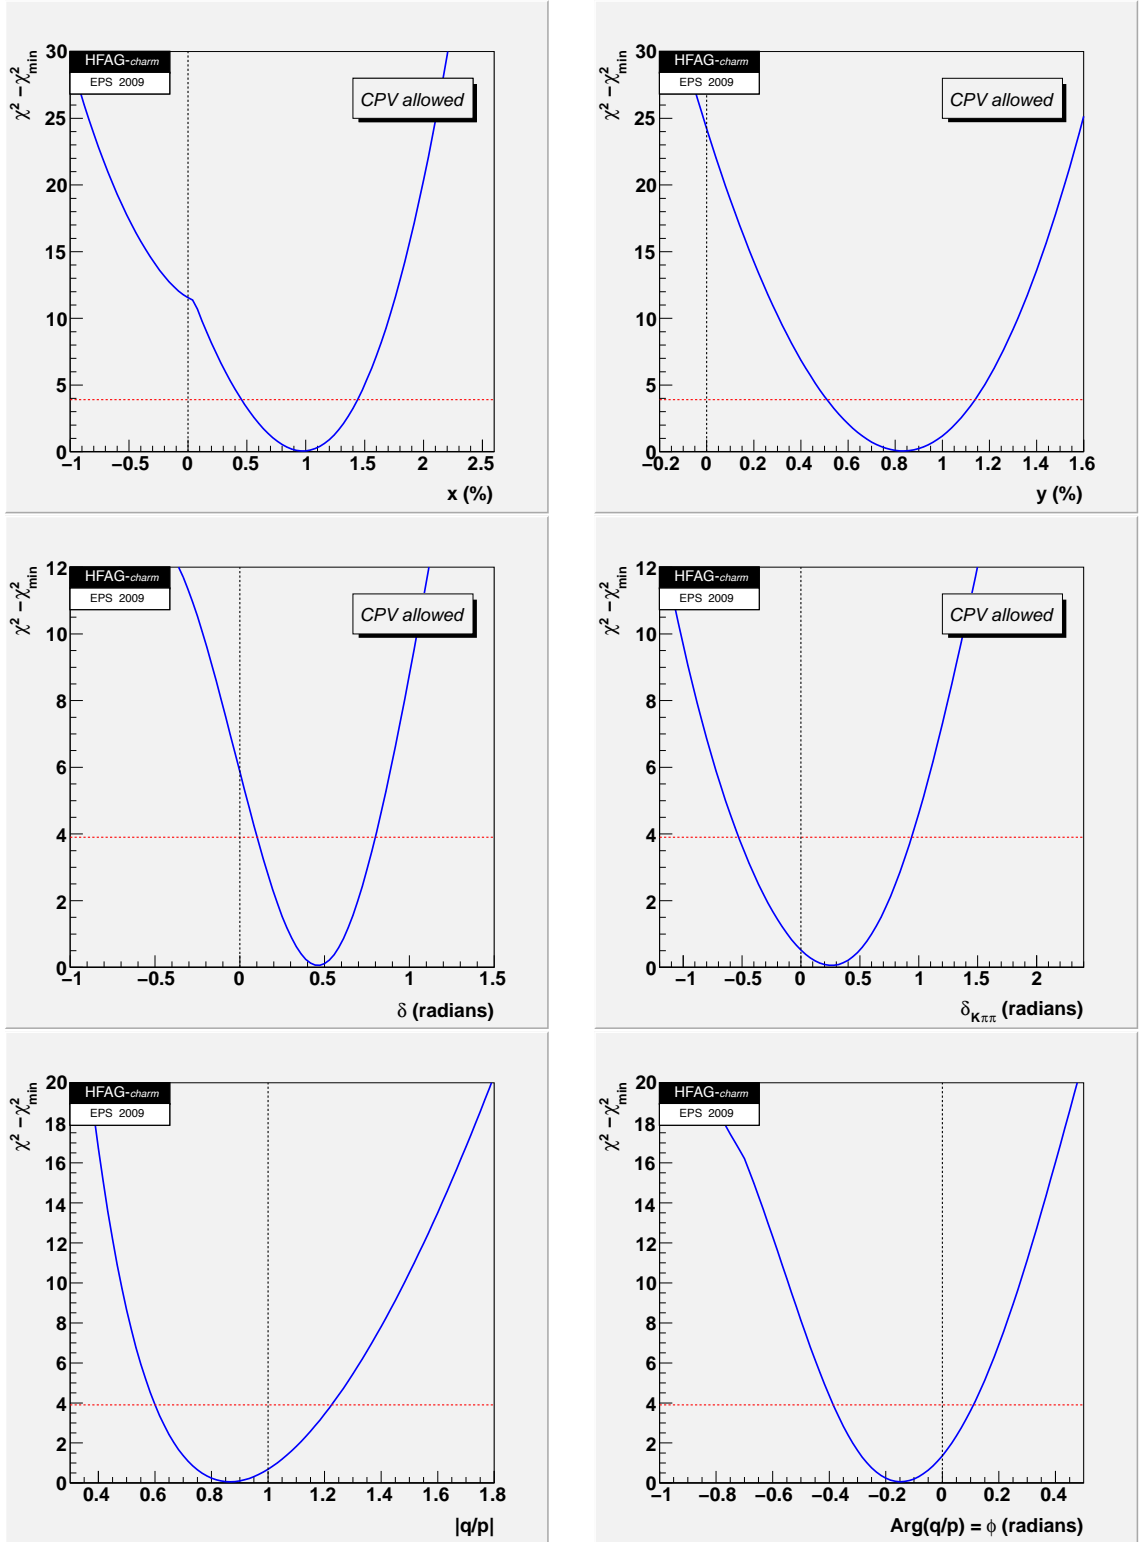 χ² − χ²min
30
25
20
15
10
5
0
HFAG-charm
EPS 2009
CPV allowed
−1 −0.5 0 0.5 1 1.5 2 2.5
x (%)
χ² − χ²min
30
25
20
15
10
5
0
HFAG-charm
EPS 2009
CPV allowed
−0.2 0 0.2 0.4 0.6 0.8 1 1.2 1.4 1.6
y (%)
χ² − χ²min
12
10
8
6
4
2
0
HFAG-charm
EPS 2009
CPV allowed
−1 −0.5 0 0.5 1 1.5
δ (radians)
χ² − χ²min
12
10
8
6
4
2
0
HFAG-charm
EPS 2009
CPV allowed
−1 −0.5 0 0.5 1 1.5 2
δKππ (radians)
χ² − χ²min
20
18
16
14
12
10
8
6
4
2
0
HFAG-charm
EPS 2009
0.4 0.6 0.8 1 1.2 1.4 1.6 1.8
|q/p|
χ² − χ²min
20
18
16
14
12
10
8
6
4
2
0
HFAG-charm
EPS 2009
−1 −0.8 −0.6 −0.4 −0.2 0 0.2 0.4
Arg(q/p) = ϕ (radians)